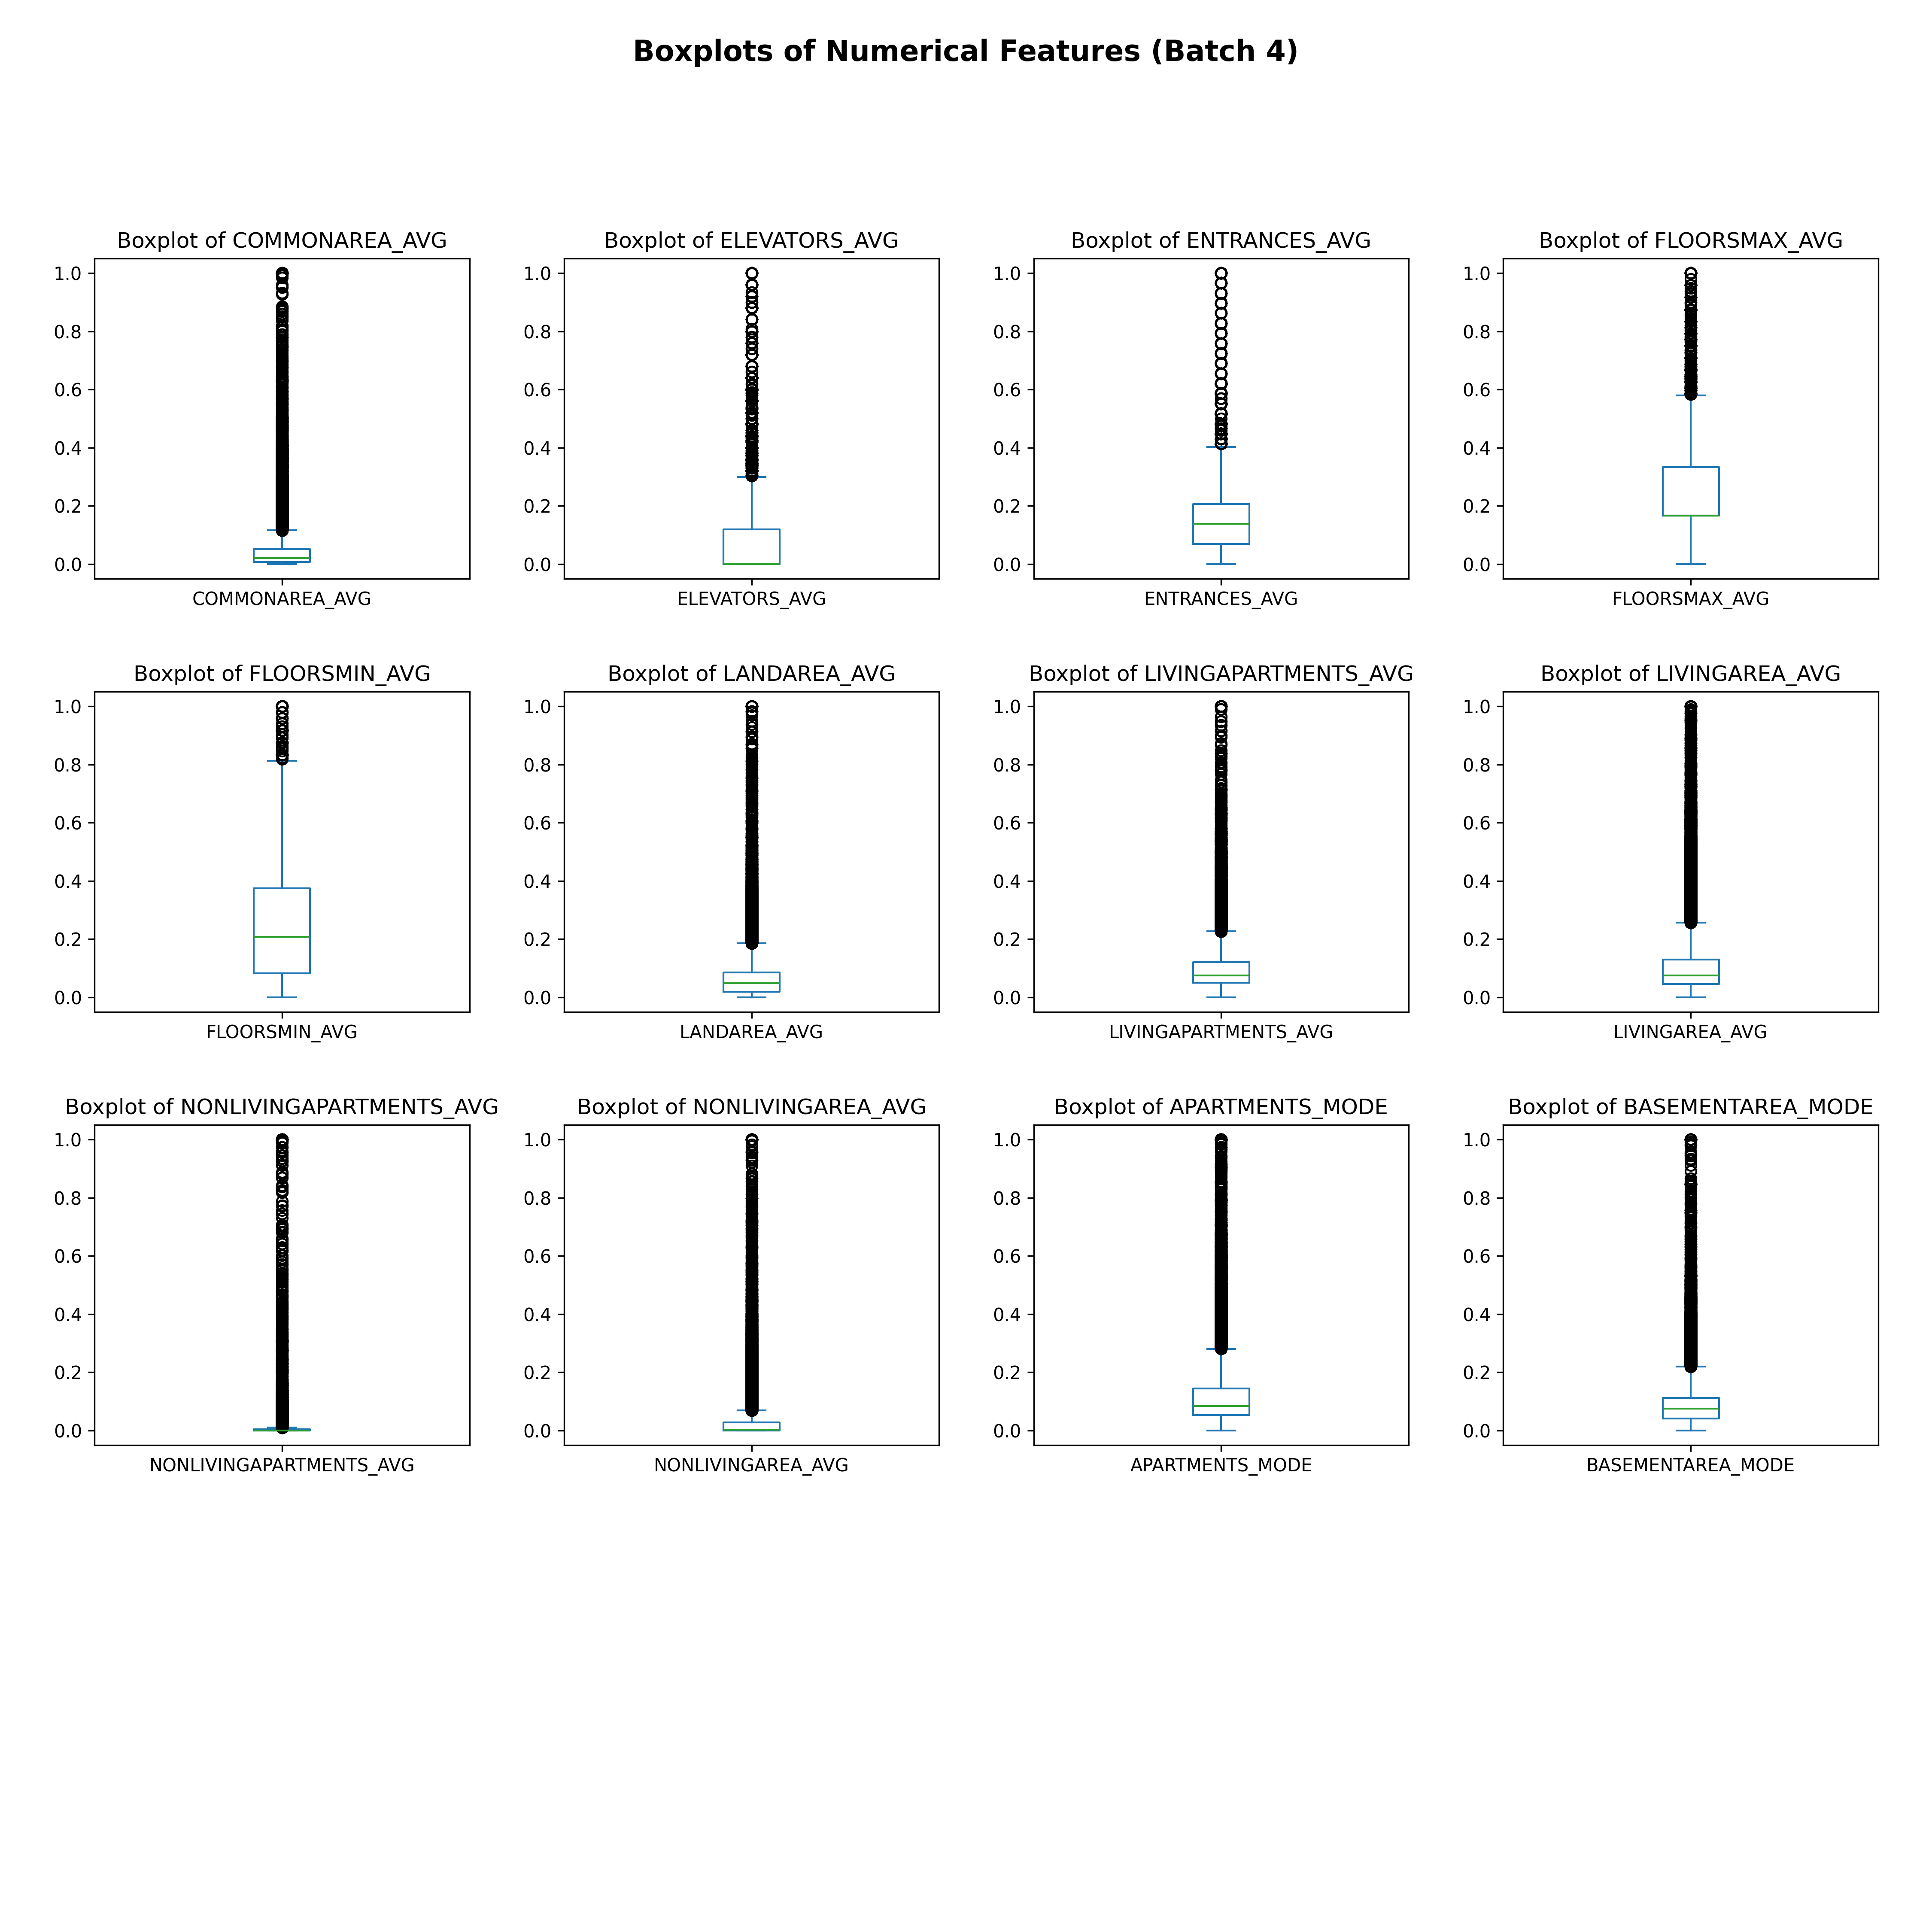 Boxplots of Numerical Features (Batch 4)
Boxplot of COMMONAREA_AVG
1.0
0.8
0.6
0.4
0.2
0.0
COMMONAREA_AVG
Boxplot of ELEVATORS_AVG
1.0
0.8
0.6
0.4
0.2
0.0
ELEVATORS_AVG
Boxplot of ENTRANCES_AVG
1.0
0.8
0.6
0.4
0.2
0.0
ENTRANCES_AVG
Boxplot of FLOORSMAX_AVG
1.0
0.8
0.6
0.4
0.2
0.0
FLOORSMAX_AVG
Boxplot of FLOORSMIN_AVG
1.0
0.8
0.6
0.4
0.2
0.0
FLOORSMIN_AVG
Boxplot of LANDAREA_AVG
1.0
0.8
0.6
0.4
0.2
0.0
LANDAREA_AVG
Boxplot of LIVINGAPARTMENTS_AVG
1.0
0.8
0.6
0.4
0.2
0.0
LIVINGAPARTMENTS_AVG
Boxplot of LIVINGAREA_AVG
1.0
0.8
0.6
0.4
0.2
0.0
LIVINGAREA_AVG
Boxplot of NONLIVINGAPARTMENTS_AVG
1.0
0.8
0.6
0.4
0.2
0.0
NONLIVINGAPARTMENTS_AVG
Boxplot of NONLIVINGAREA_AVG
1.0
0.8
0.6
0.4
0.2
0.0
NONLIVINGAREA_AVG
Boxplot of APARTMENTS_MODE
1.0
0.8
0.6
0.4
0.2
0.0
APARTMENTS_MODE
Boxplot of BASEMENTAREA_MODE
1.0
0.8
0.6
0.4
0.2
0.0
BASEMENTAREA_MODE